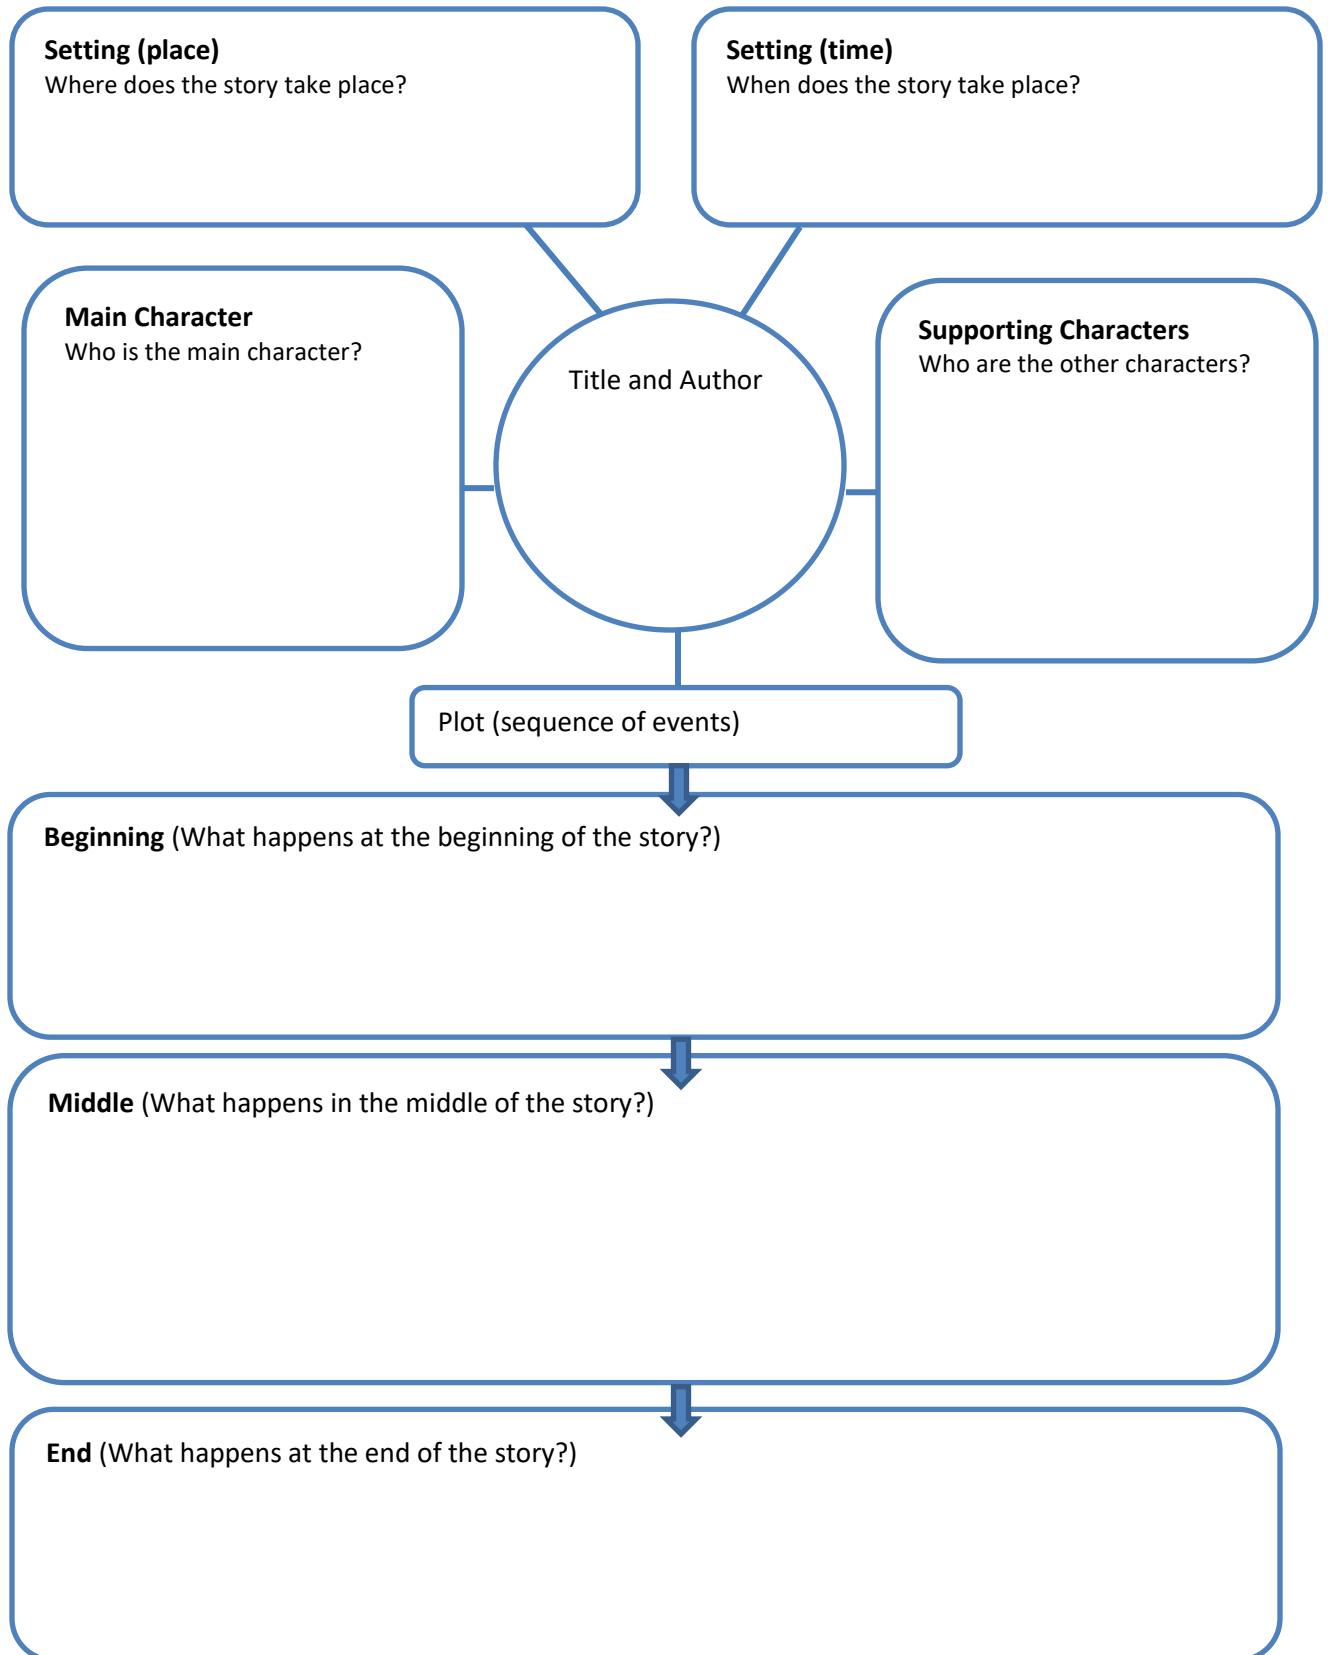 Setting (place)
Where does the story take place?
Setting (time)
When does the story take place?
Main Character
Who is the main character?
Title and Author
Supporting Characters
Who are the other characters?
Plot (sequence of events)
Beginning (What happens at the beginning of the story?)
Middle (What happens in the middle of the story?)
End (What happens at the end of the story?)